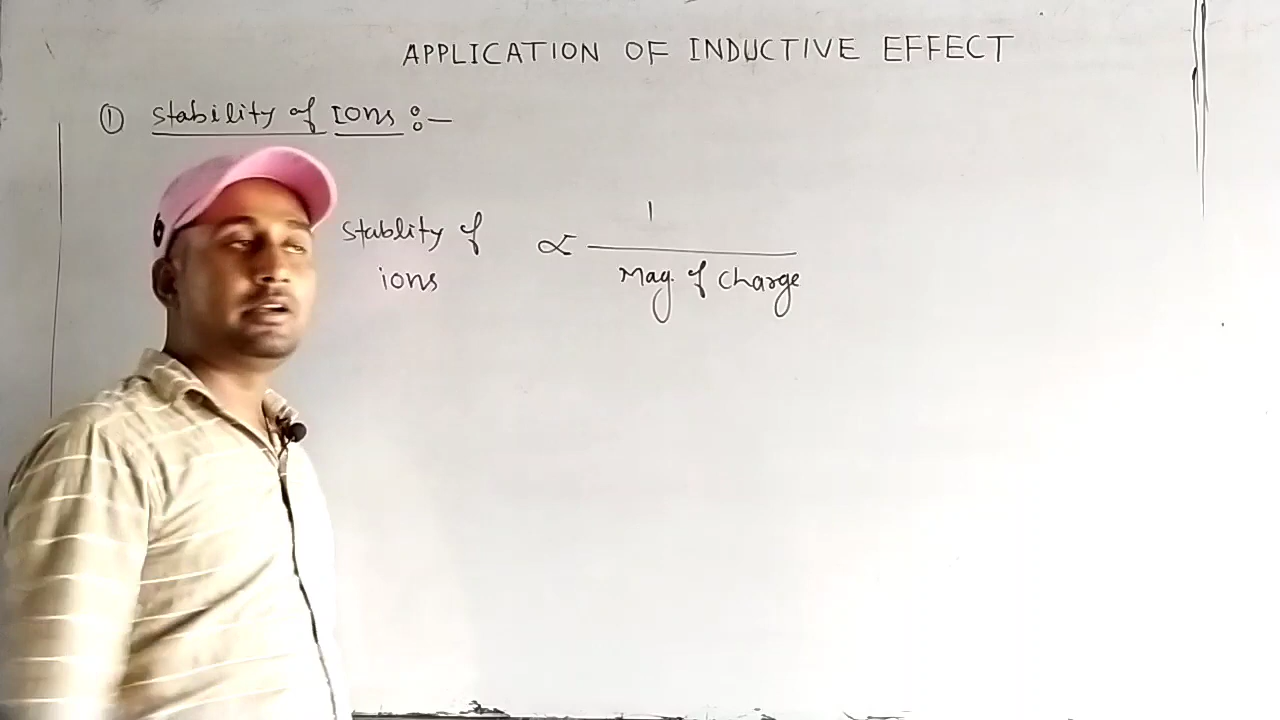 APPLICATION OF INDUCTIVE EFFECT
① Stability of Ions :-
Stablity of ions ∝ 1 / Mag. of charge